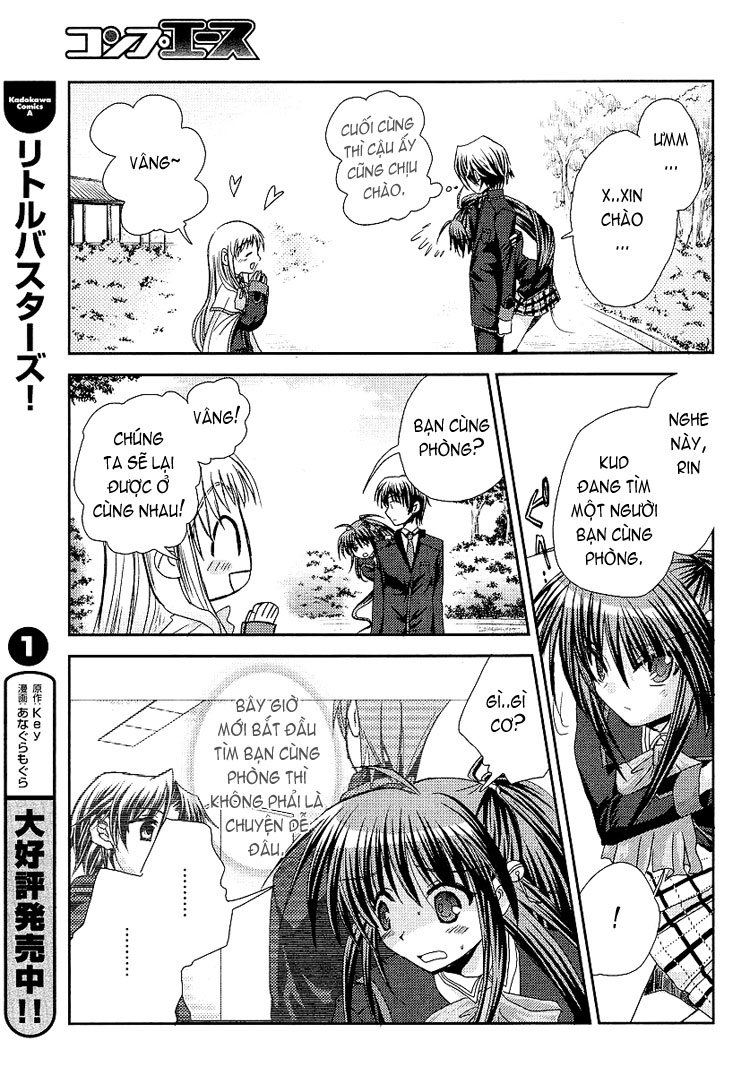 コンプエース
Kadokawa
Comics
A
リトルバスターズ！
1
原作：Key
漫画：あなぐらもぐら
大好評発売中!!
ƯMM
...
X..XIN
CHÀO
...
CUỐI CÙNG
THÌ CẬU ẤY
CŨNG CHỊU
CHÀO.
VÂNG~
NGHE
NÀY,
RIN
KUD
ĐANG TÌM
MỘT NGƯỜI
BẠN CÙNG
PHÒNG.
!
BẠN CÙNG
PHÒNG?
VÂNG!
CHÚNG
TA SẼ LẠI
ĐƯỢC Ở
CÙNG NHAU!
GÌ..GÌ
CƠ?
BÂY GIỜ
MỚI BẮT ĐẦU
TÌM BẠN CÙNG
PHÒNG THÌ
KHÔNG PHẢI LÀ
CHUYỆN DỄ
ĐÂU.
........
........